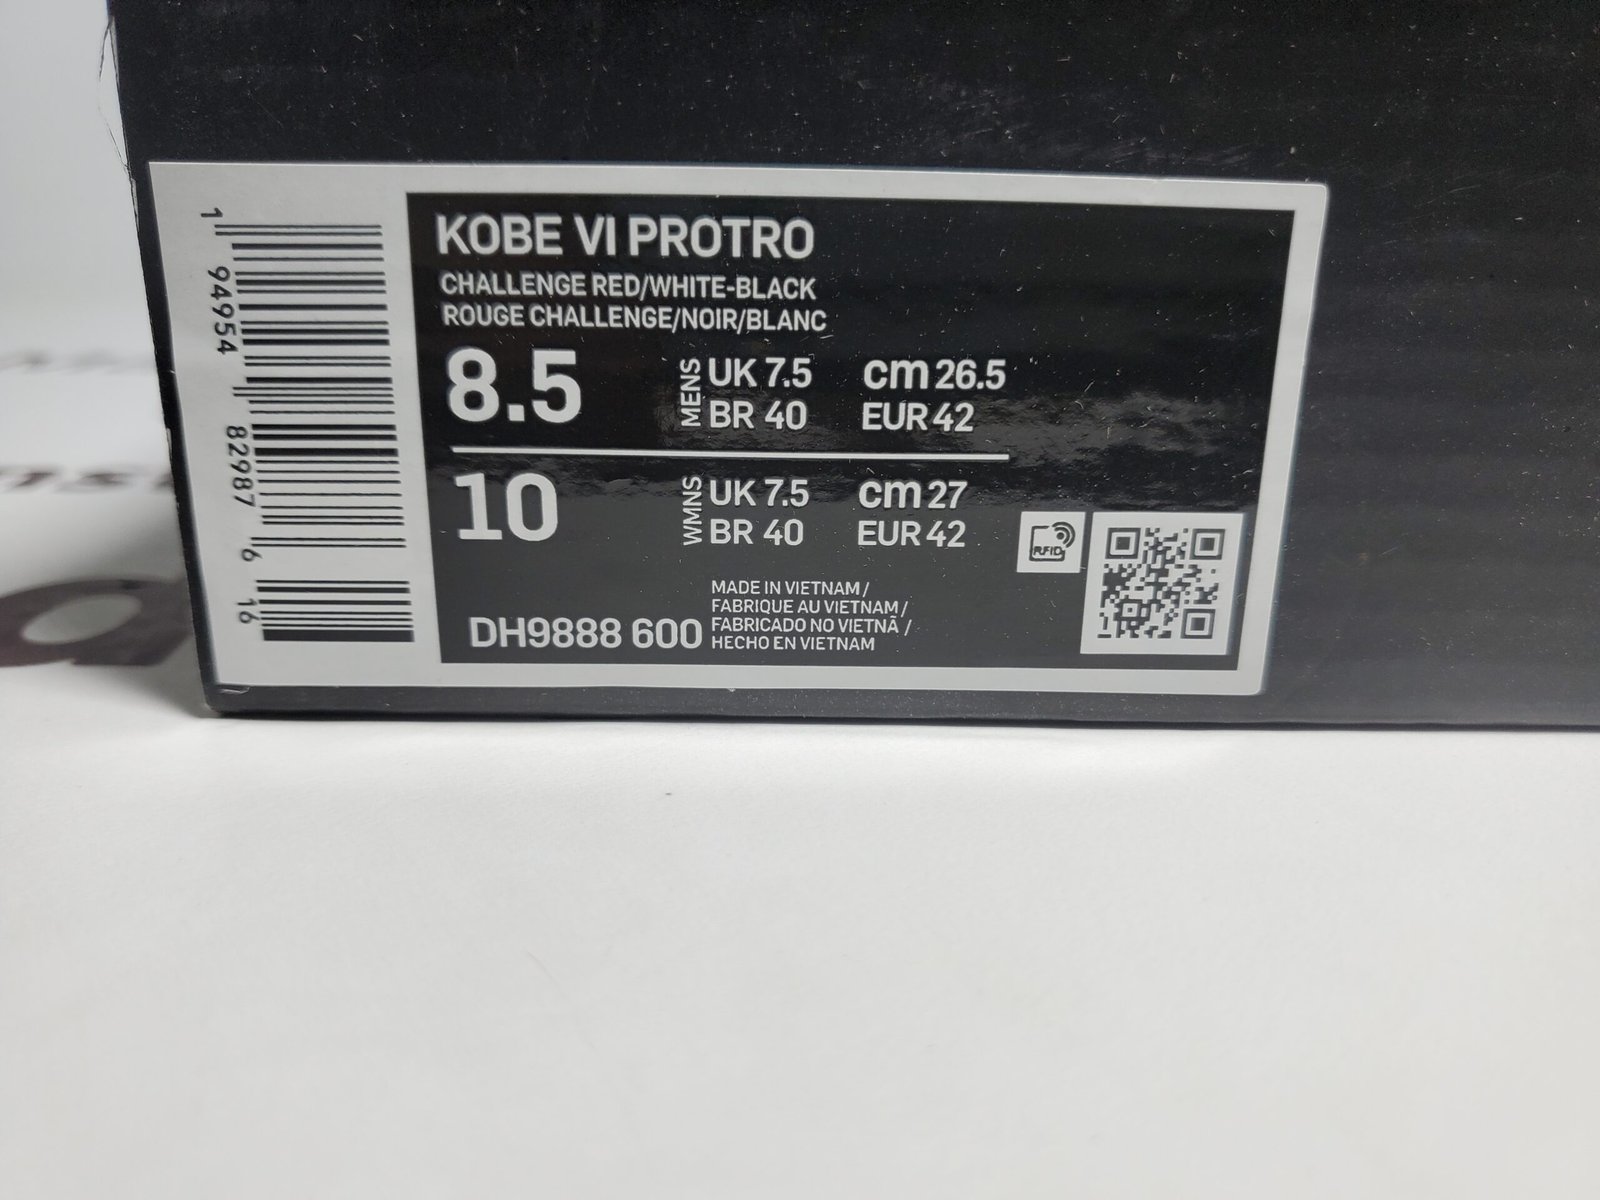 KOBE VI PROTRO
CHALLENGE RED/WHITE-BLACK
ROUGE CHALLENGE/NOIR/BLANC
8.5 MENS UK 7.5 cm 26.5
BR 40 EUR 42
10 WMNS UK 7.5 cm 27
BR 40 EUR 42
DH9888 600
MADE IN VIETNAM /
FABRIQUE AU VIETNAM /
FABRICADO NO VIETNÃ /
HECHO EN VIETNAM
RFID
1 94954 82987 6 16